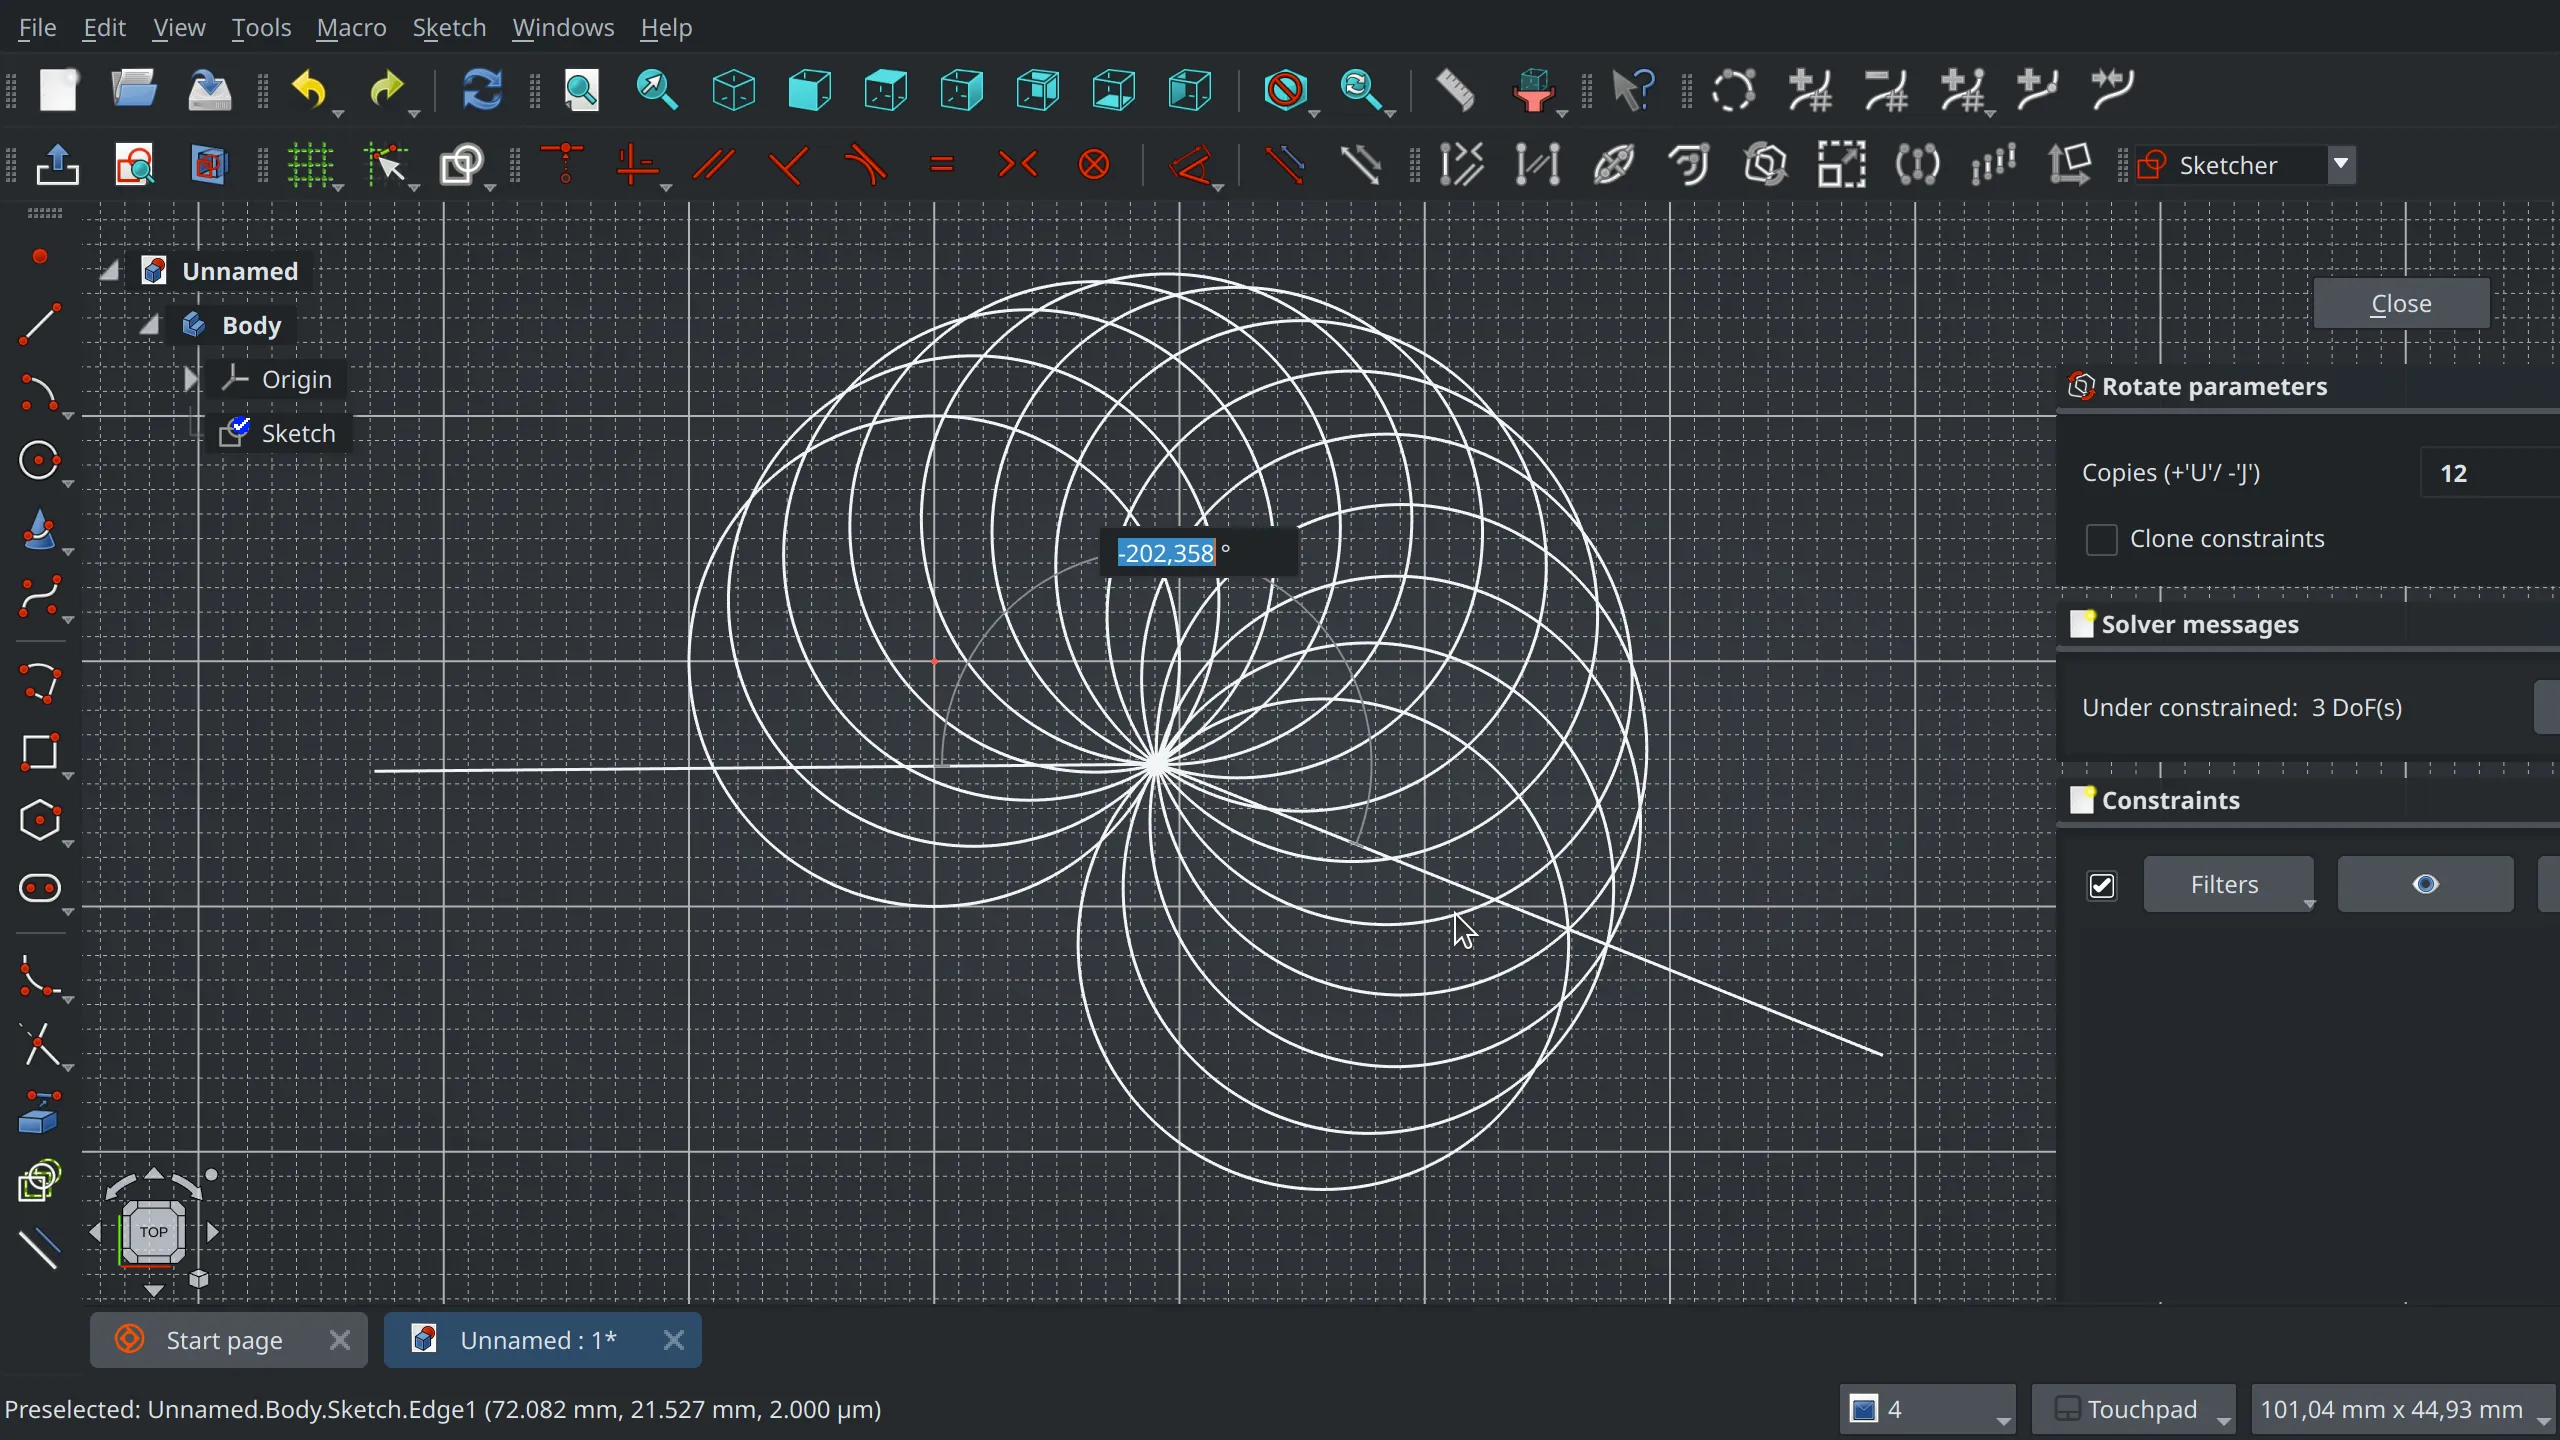 File Edit View Tools Macro Sketch Windows Help
Sketcher
Unnamed
Body
Origin
Sketch
-202,358 °
Close
Rotate parameters
Copies (+'U'/ -'J') 12
Clone constraints
Solver messages
Under constrained: 3 DoF(s)
Constraints
Filters
TOP
Start page
Unnamed : 1*
Preselected: Unnamed.Body.Sketch.Edge1 (72.082 mm, 21.527 mm, 2.000 µm)
4
Touchpad
101,04 mm x 44,93 mm